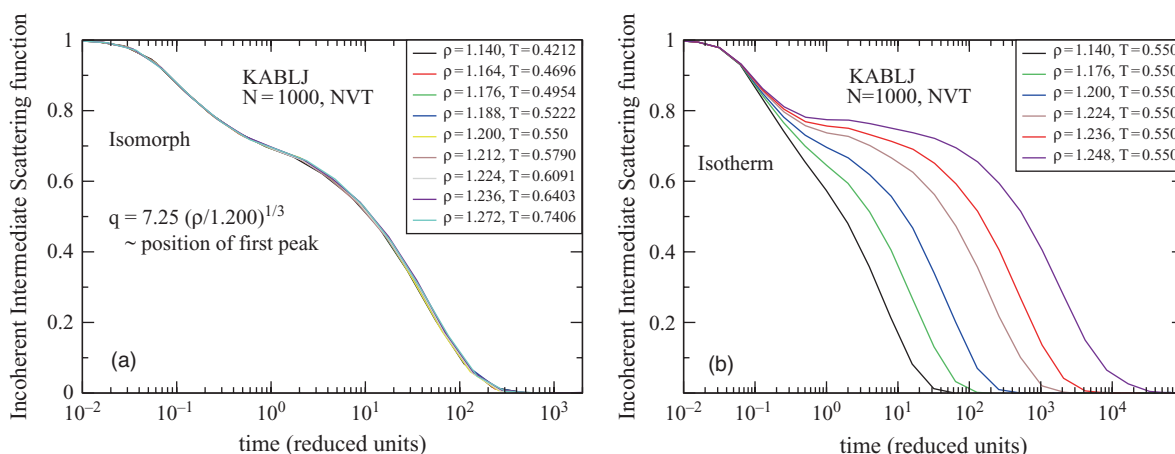 Incoherent Intermediate Scattering function
1
0.8
0.6
0.4
0.2
0
KABLJ
N = 1000, NVT
Isomorph
q = 7.25 (ρ/1.200)^{1/3}
~ position of first peak
ρ = 1.140, T = 0.4212
ρ = 1.164, T = 0.4696
ρ = 1.176, T = 0.4954
ρ = 1.188, T = 0.5222
ρ = 1.200, T = 0.550
ρ = 1.212, T = 0.5790
ρ = 1.224, T = 0.6091
ρ = 1.236, T = 0.6403
ρ = 1.272, T = 0.7406
(a)
10^{−2} 10^{−1} 10^{0} 10^{1} 10^{2} 10^{3}
time (reduced units)
Incoherent Intermediate Scattering function
1
0.8
0.6
0.4
0.2
0
KABLJ
N=1000, NVT
Isotherm
ρ = 1.140, T = 0.550
ρ = 1.176, T = 0.550
ρ = 1.200, T = 0.550
ρ = 1.224, T = 0.550
ρ = 1.236, T = 0.550
ρ = 1.248, T = 0.550
(b)
10^{−2} 10^{−1} 10^{0} 10^{1} 10^{2} 10^{3} 10^{4}
time (reduced units)